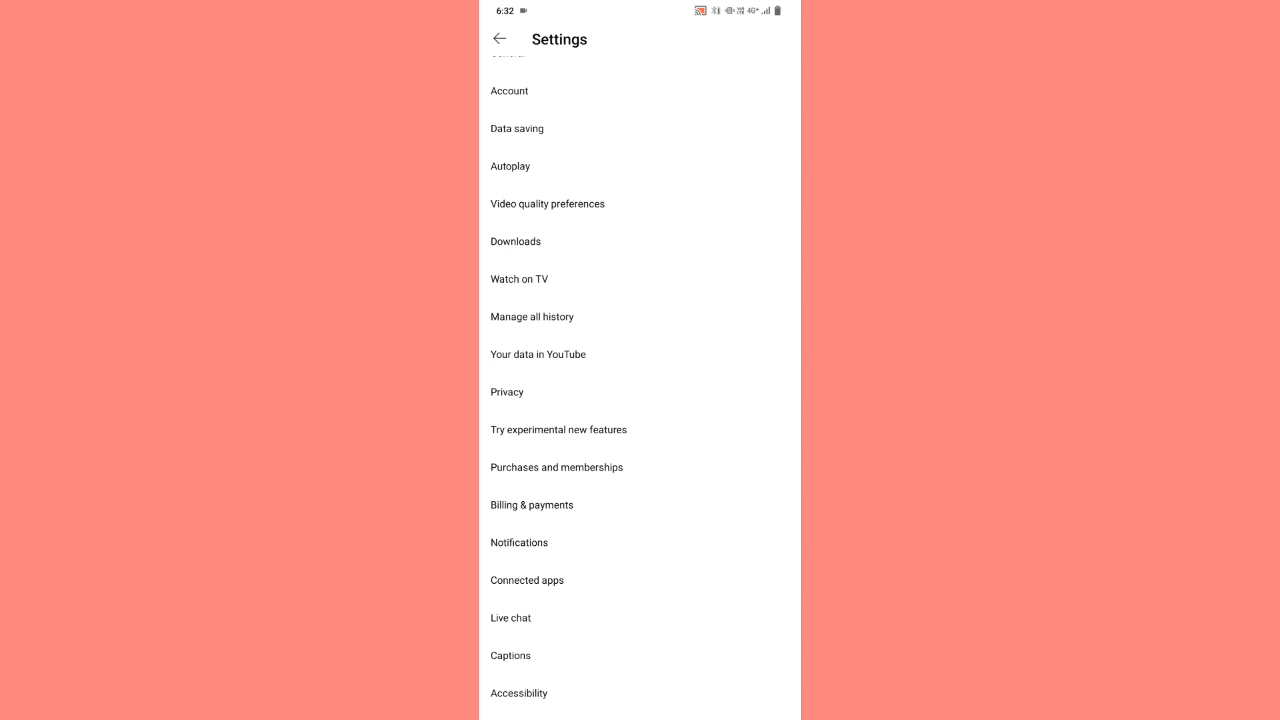 6:32 4G+
Settings
Account
Data saving
Autoplay
Video quality preferences
Downloads
Watch on TV
Manage all history
Your data in YouTube
Privacy
Try experimental new features
Purchases and memberships
Billing & payments
Notifications
Connected apps
Live chat
Captions
Accessibility